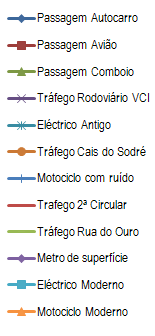 Passagem Autocarro
Passagem Avião
Passagem Comboio
Tráfego Rodoviário VCI
Eléctrico Antigo
Tráfego Cais do Sodré
Motociclo com ruído
Trafego 2ª Circular
Tráfego Rua do Ouro
Metro de superfície
Eléctrico Moderno
Motociclo Moderno